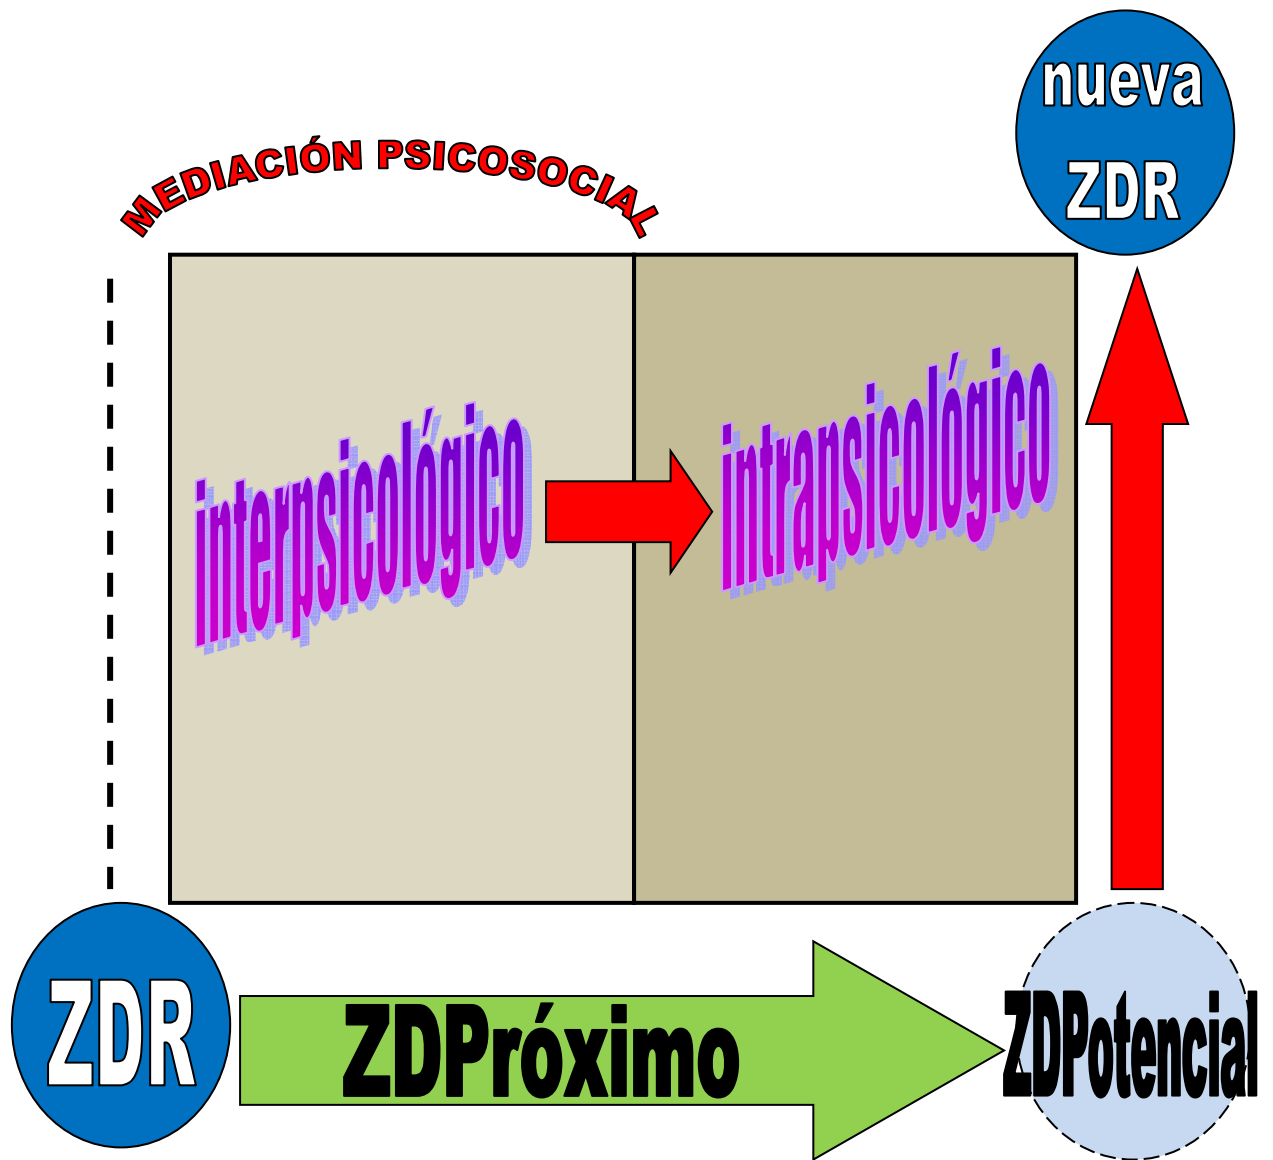 nueva
ZDR
MEDIACIÓN PSICOSOCIAL
interpsicológico
intrapsicológico
ZDR
ZDPróximo
ZDPotencial